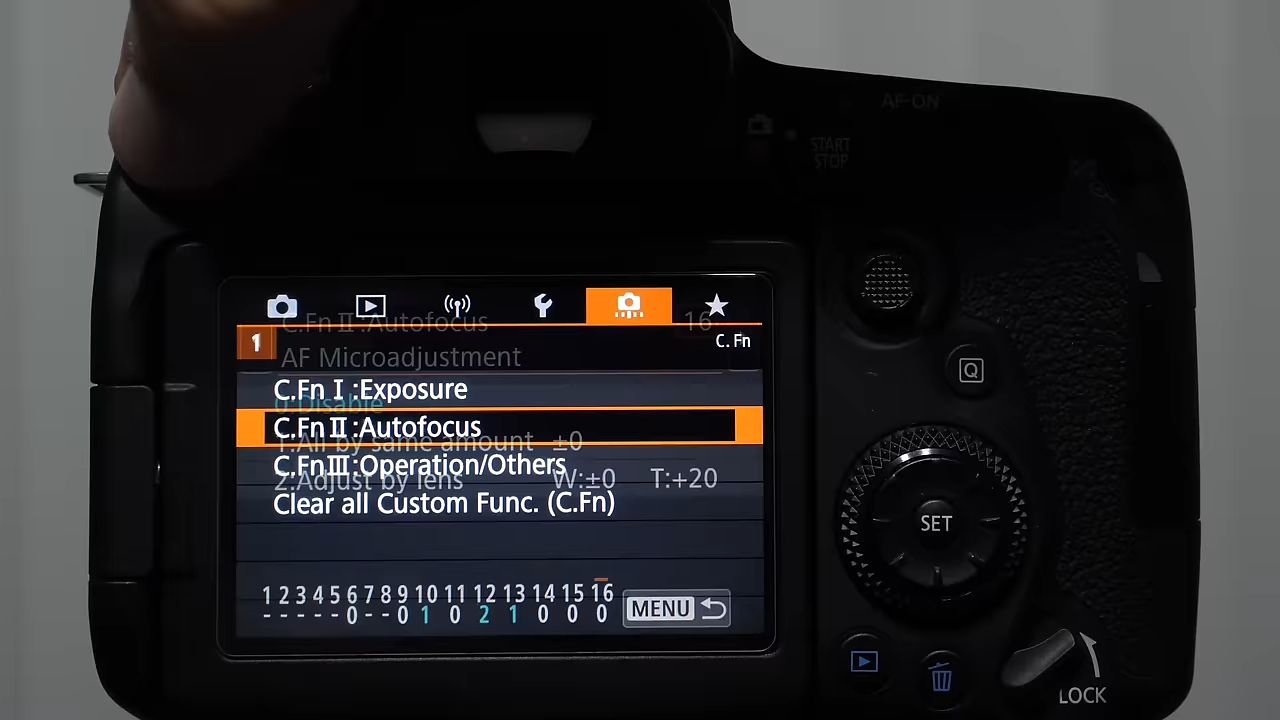 AF-ON
START
STOP
C.Fn II :Autofocus 16
1 C.Fn
AF Microadjustment
C.Fn I :Exposure
0:Disable
C.Fn II :Autofocus
1:All by same amount ±0
C.Fn III :Operation/Others
2:Adjust by lens W:±0 T:+20
Clear all Custom Func. (C.Fn)
1 2 3 4 5 6 7 8 9 10 11 12 13 14 15 16
- - - - - 0 - - 0 1 0 2 1 0 0 0
MENU
Q
SET
LOCK